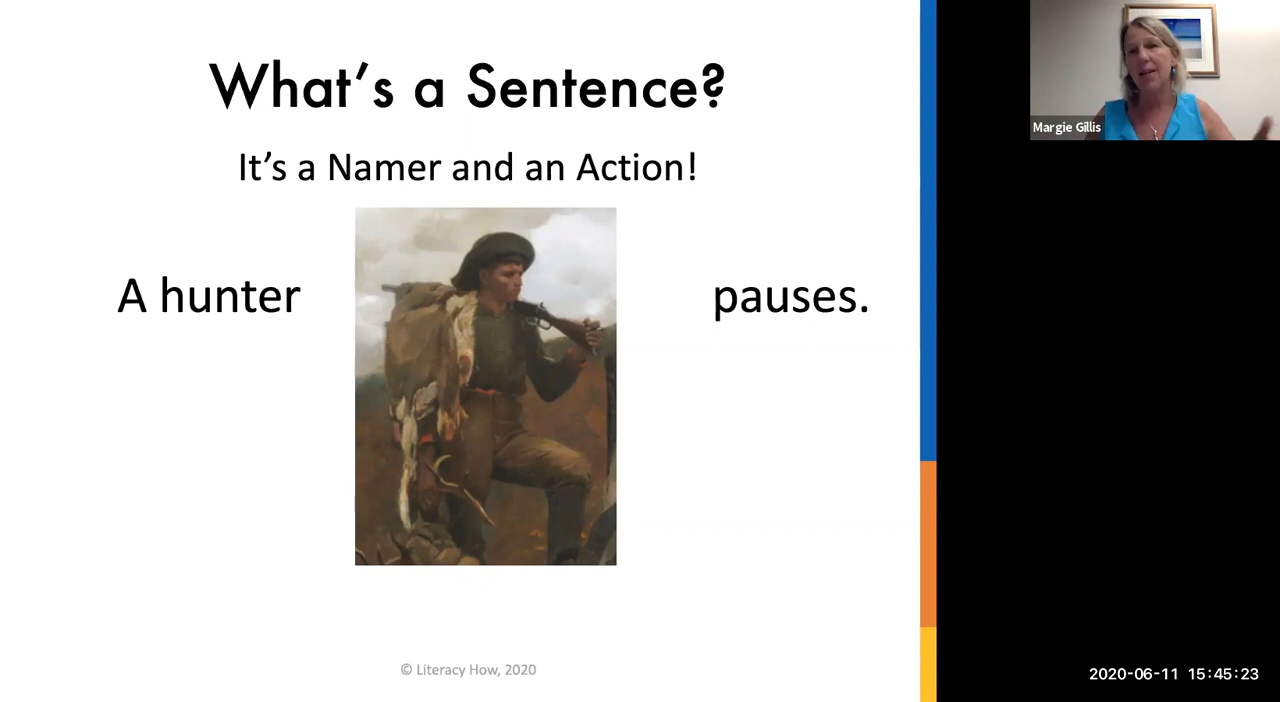 What's a Sentence?
It's a Namer and an Action!
A hunter
pauses.
© Literacy How, 2020
Margie Gillis
2020-06-11 15:45:23